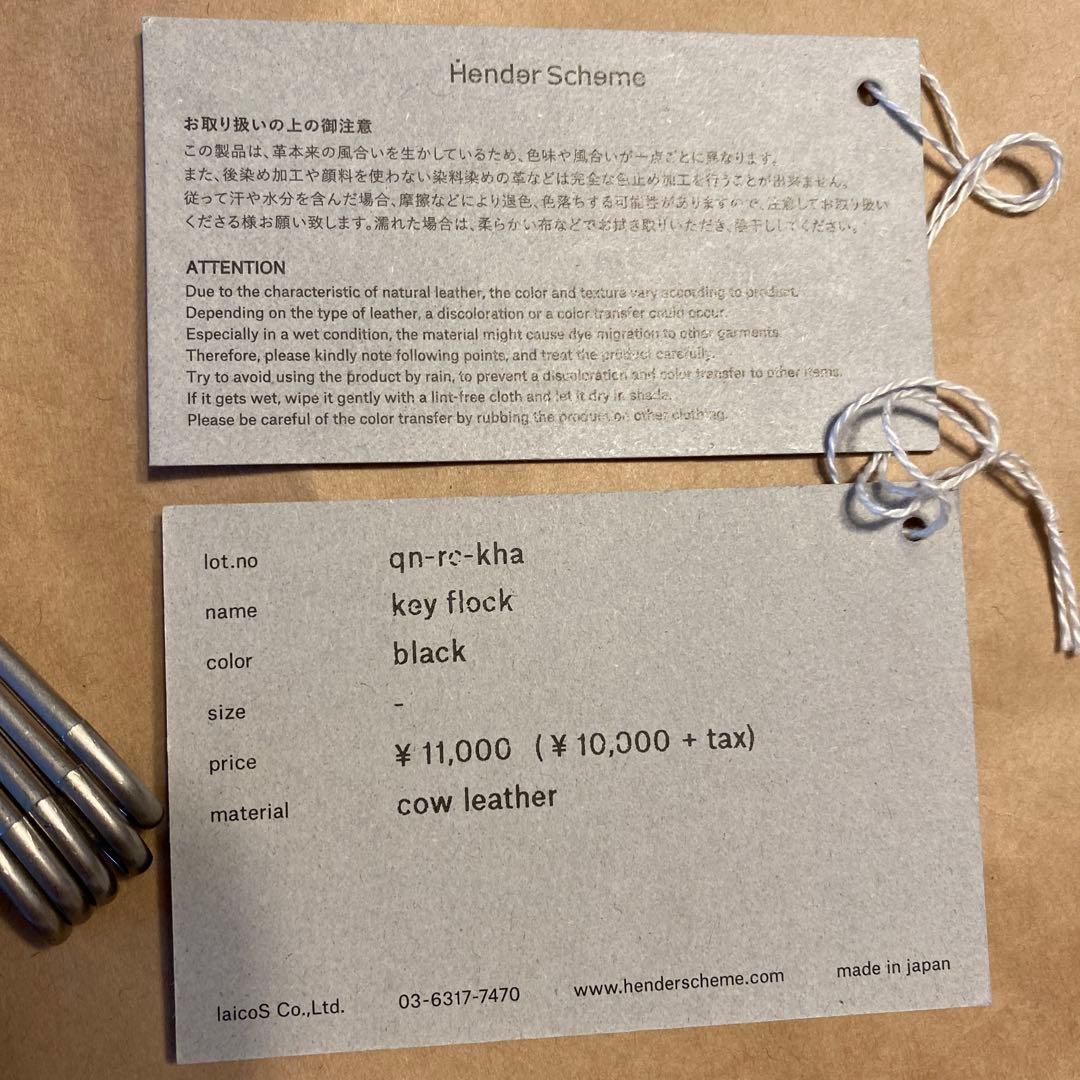 Hender Scheme
お取り扱いの上の御注意
この製品は、革本来の風合いを生かしているため、色味や風合いが一点ごとに異なります。
また、後染め加工や顔料を使わない染料染めの革などは完全な色止め加工を行うことが出来ません。
従って汗や水分を含んだ場合、摩擦などにより退色、色落ちする可能性がありますので、注意してお取り扱い
くださる様お願い致します。濡れた場合は、柔らかい布などでお拭き取りいただき、陰干ししてください。
ATTENTION
Due to the characteristic of natural leather, the color and texture vary according to product.
Depending on the type of leather, a discoloration or a color transfer could occur.
Especially in a wet condition, the material might cause dye migration to other garments.
Therefore, please kindly note following points, and treat the product carefully.
Try to avoid using the product by rain, to prevent a discoloration and color transfer to other items.
If it gets wet, wipe it gently with a lint-free cloth and let it dry in shade.
Please be careful of the color transfer by rubbing the product on other clothing.
lot.no qn-rc-kha
name key flock
color black
size -
price ¥ 11,000 (¥ 10,000 + tax)
material cow leather
laicoS Co.,Ltd. 03-6317-7470 www.henderscheme.com made in japan